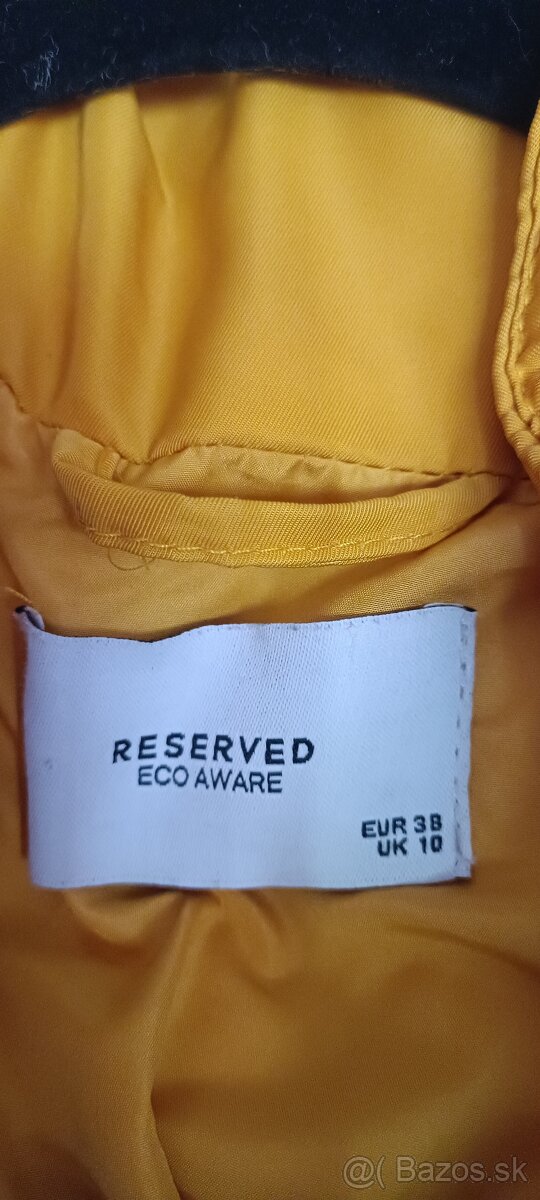 RESERVED
ECO AWARE
EUR 38
UK 10
@( Bazos.sk